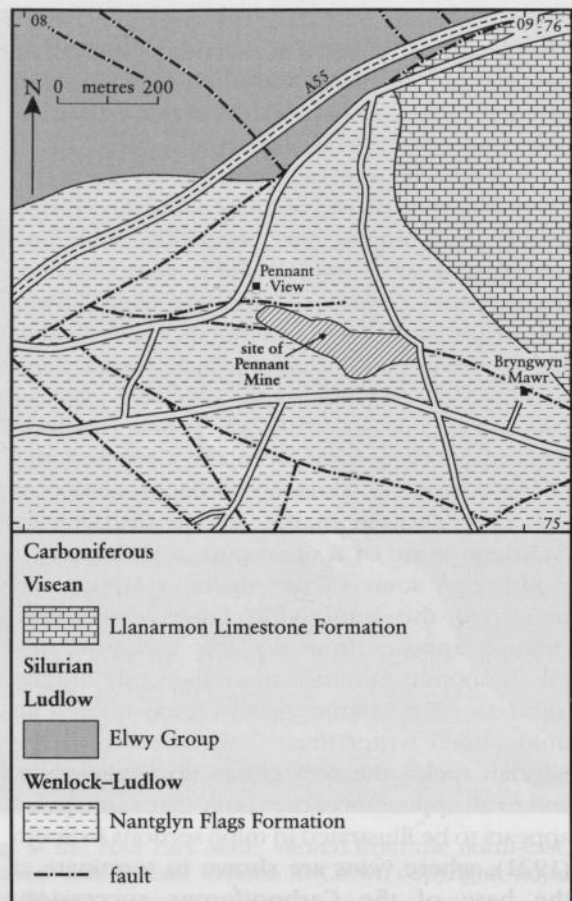 08
09
76
A55
N
0 metres 200
Pennant
View
site of
Pennant
Mine
Bryngwyn
Mawr
75
Carboniferous
Visean
Llanarmon Limestone Formation
Silurian
Ludlow
Elwy Group
Wenlock–Ludlow
Nantglyn Flags Formation
fault